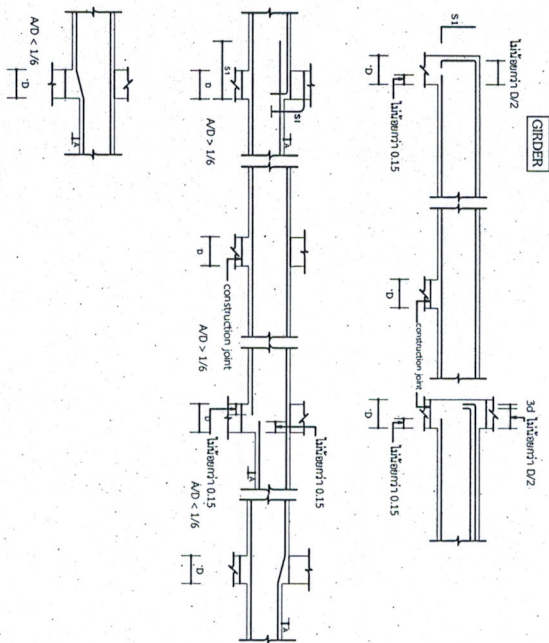 GIRDER
S1
ไม่น้อยกว่า D/2
D
ไม่น้อยกว่า 0.15
D
construction joint
3d ไม่น้อยกว่า D/2
D
ไม่น้อยกว่า 0.15
S1
D
S1
A
A/D > 1/6
D
construction joint
A/D > 1/6
D
ไม่น้อยกว่า 0.15
ไม่น้อยกว่า 0.15
A
A/D < 1/6
D
A
D
A
A/D < 1/6